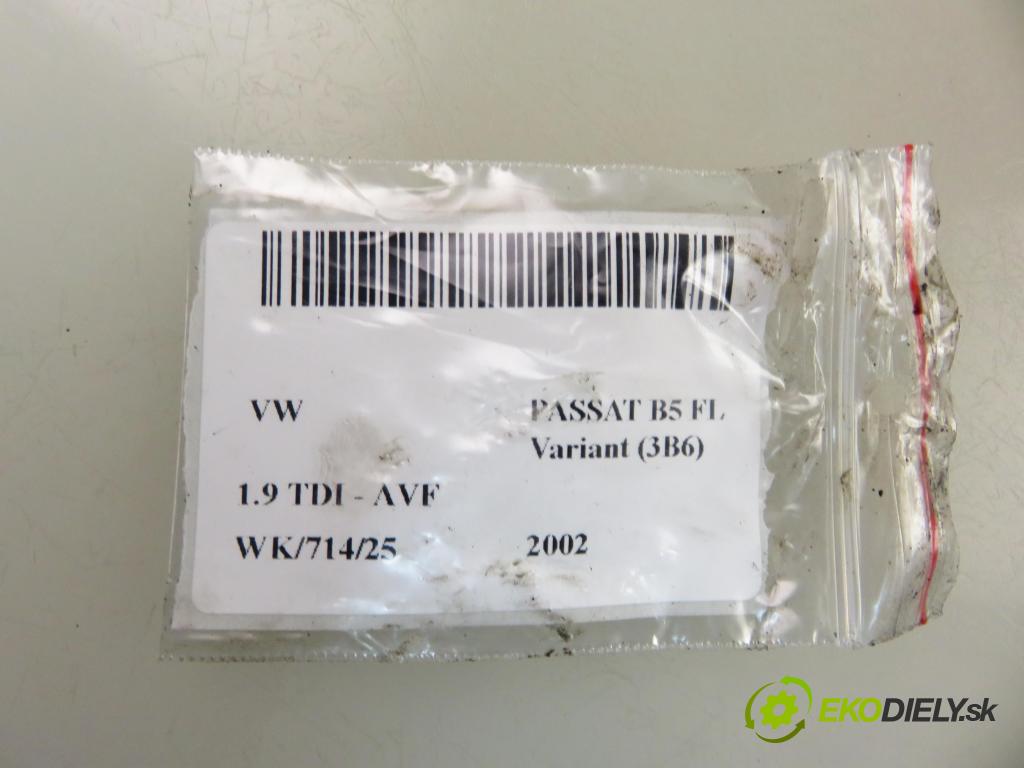 VW PASSAT B5 FL
Variant (3B6)
1.9 TDI - AVF
WK/714/25 2002
EKODIELY.sk